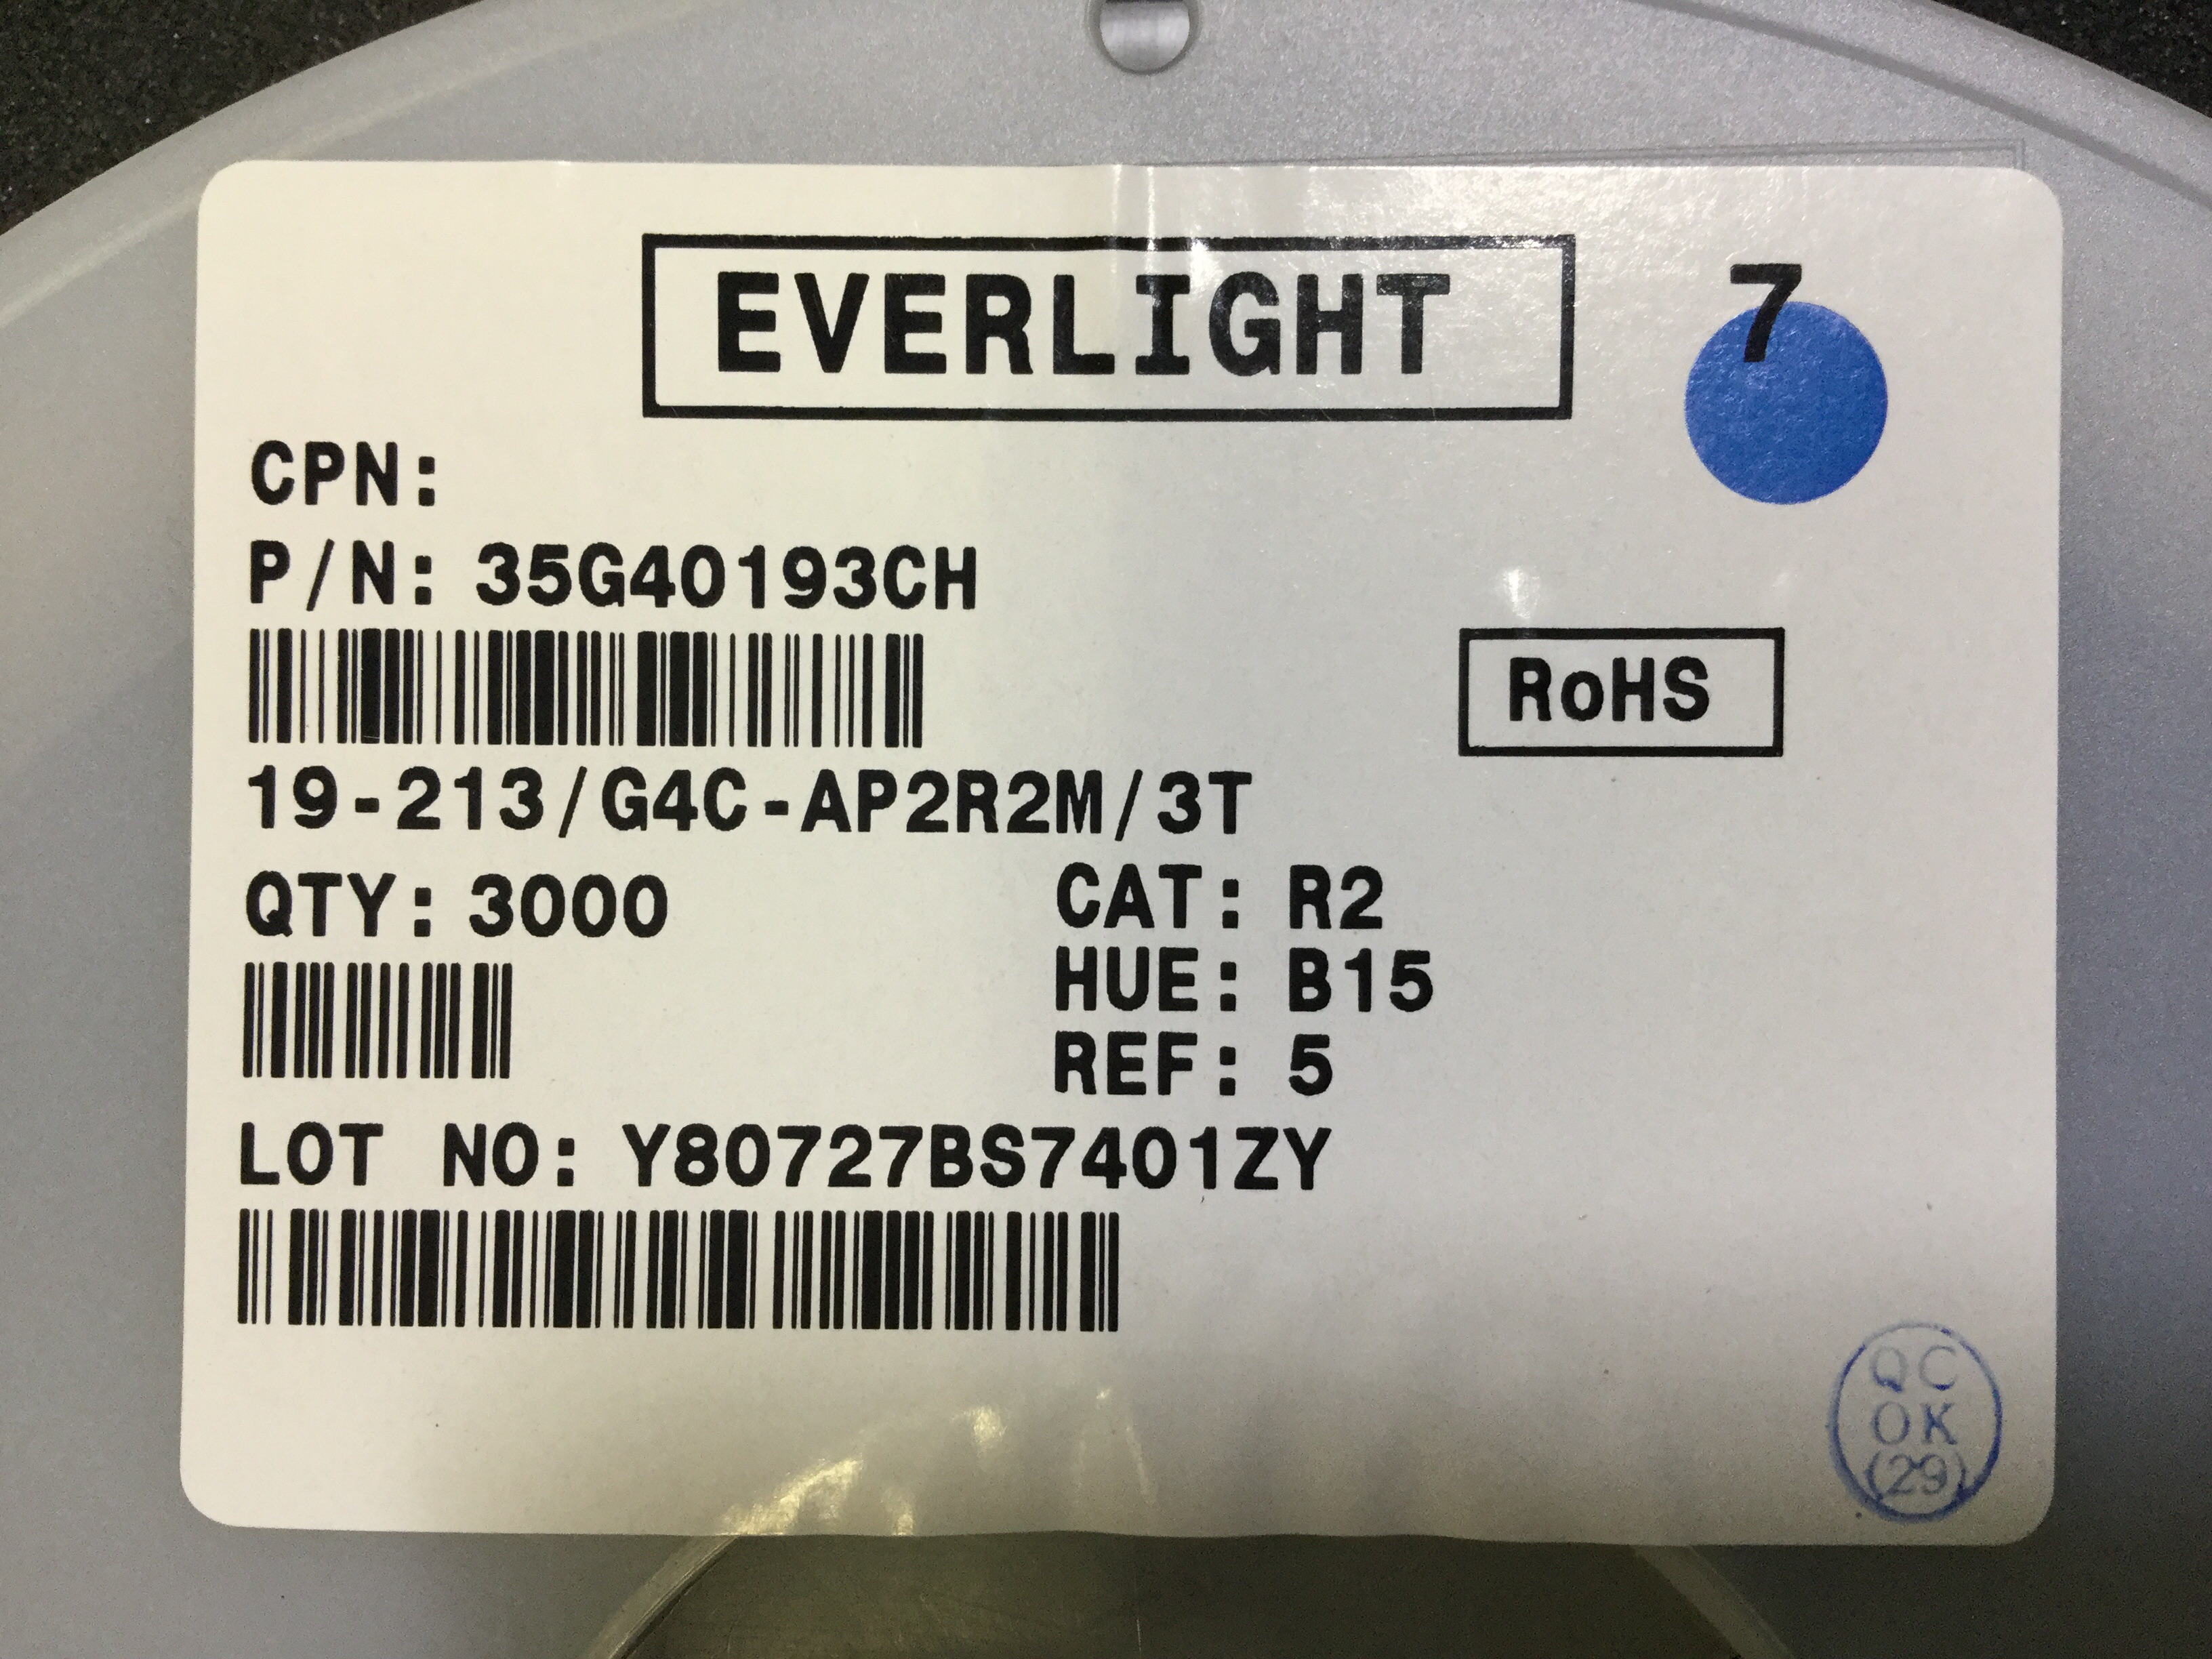 EVERLIGHT
7
CPN:
P/N: 35G40193CH
RoHS
19-213/G4C-AP2R2M/3T
QTY: 3000
CAT: R2
HUE: B15
REF: 5
LOT NO: Y80727BS7401ZY
QC
OK
(29)